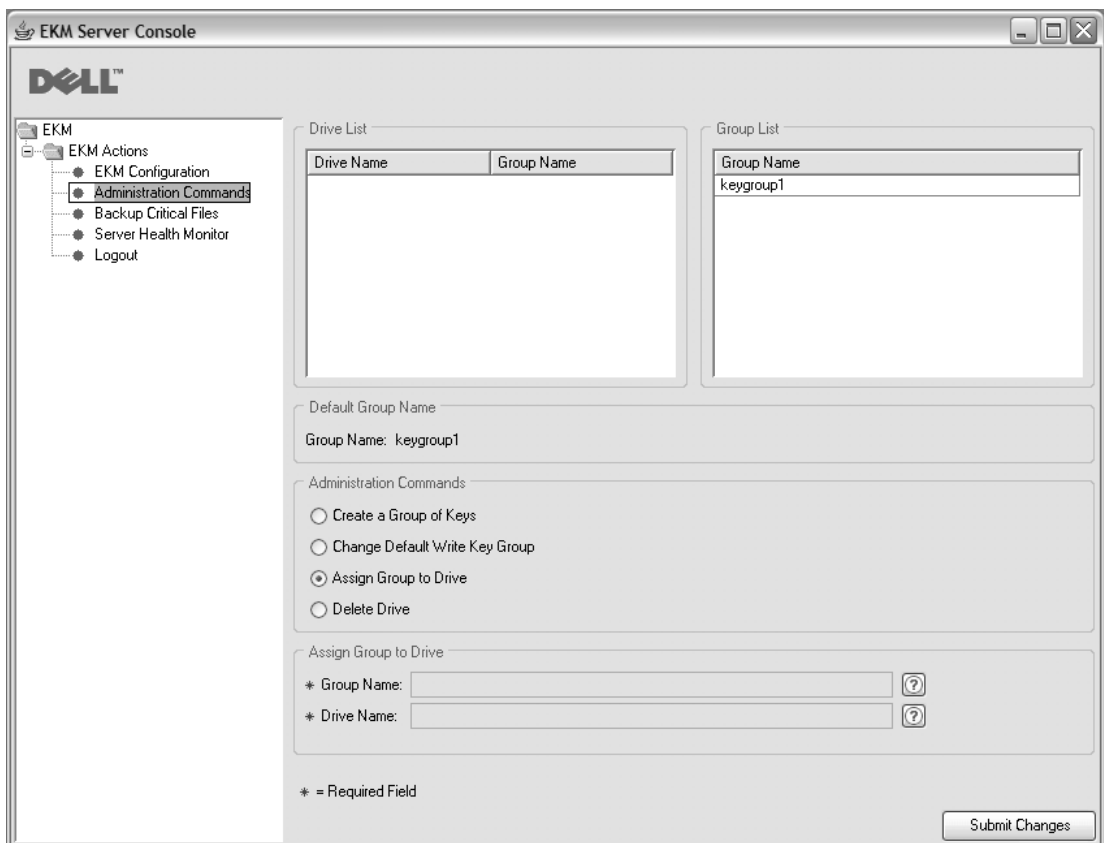 EKM Server Console
DELL™
EKM
EKM Actions
EKM Configuration
Administration Commands
Backup Critical Files
Server Health Monitor
Logout
Drive List
Drive Name Group Name
Group List
Group Name
keygroup1
Default Group Name
Group Name: keygroup1
Administration Commands
Create a Group of Keys
Change Default Write Key Group
Assign Group to Drive
Delete Drive
Assign Group to Drive
* Group Name: ?
* Drive Name: ?
* = Required Field
Submit Changes